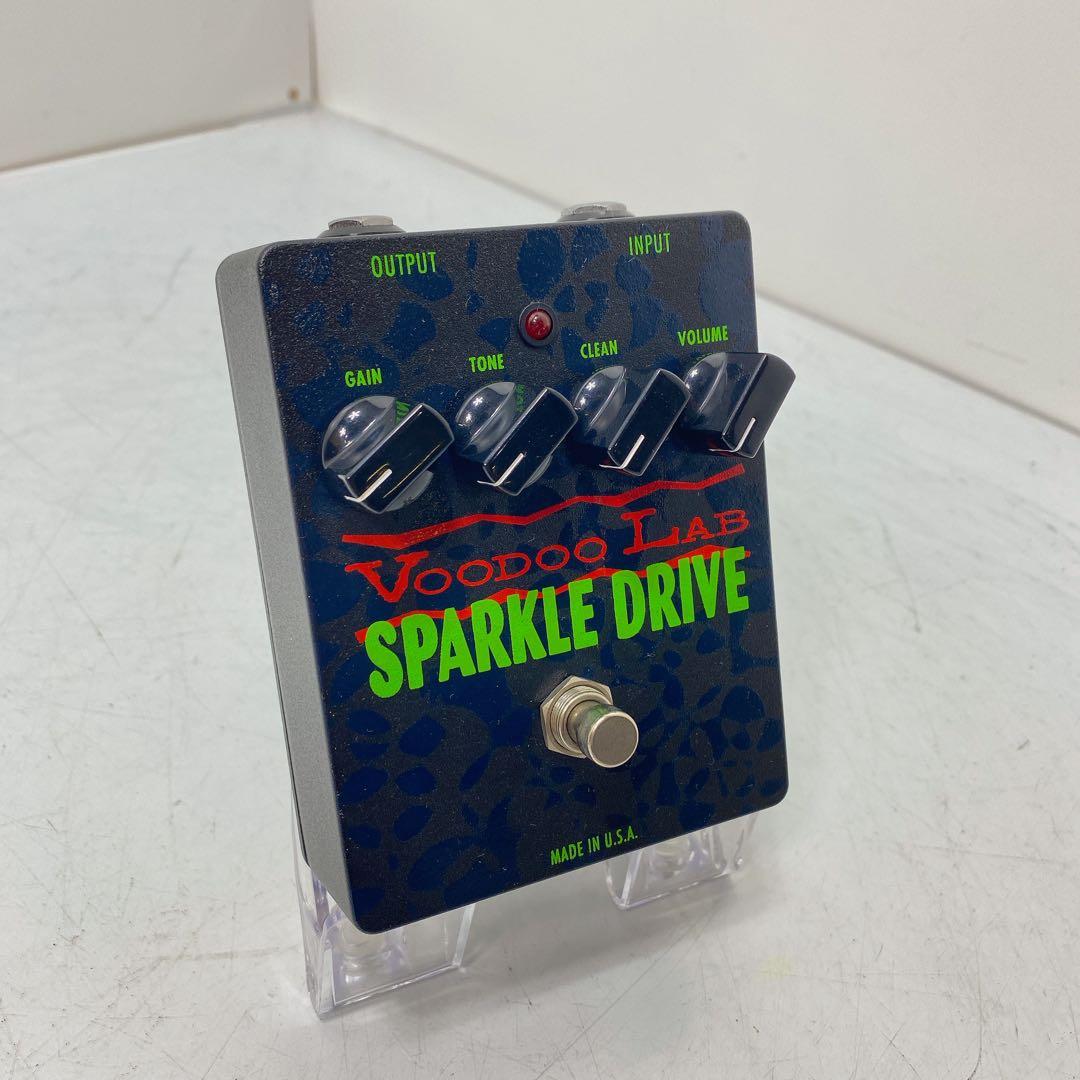 OUTPUT
INPUT
GAIN
TONE
CLEAN
VOLUME
VOODOO LAB
SPARKLE DRIVE
MADE IN U.S.A.